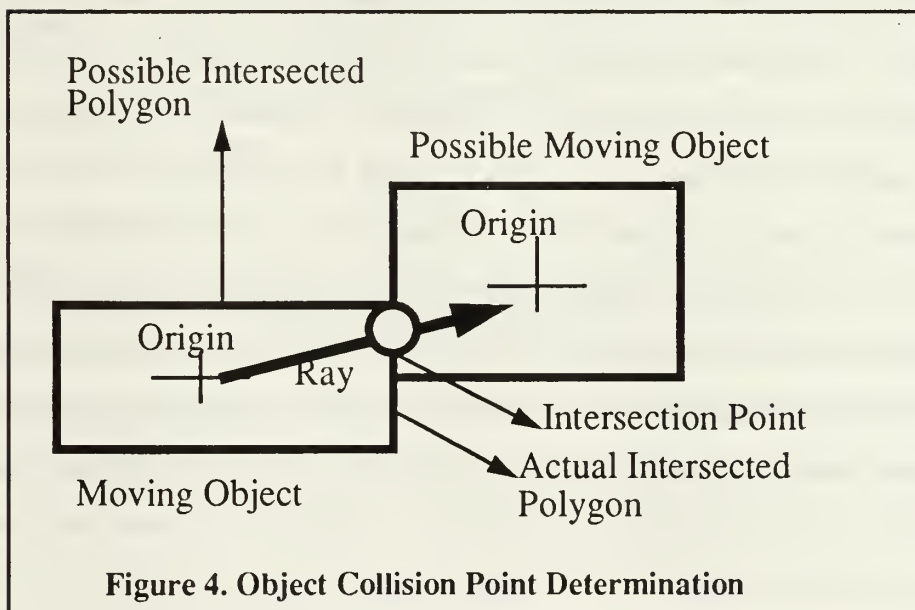 Possible Intersected
Polygon
Possible Moving Object
Origin
Origin
Ray
Intersection Point
Actual Intersected
Polygon
Moving Object
Figure 4. Object Collision Point Determination